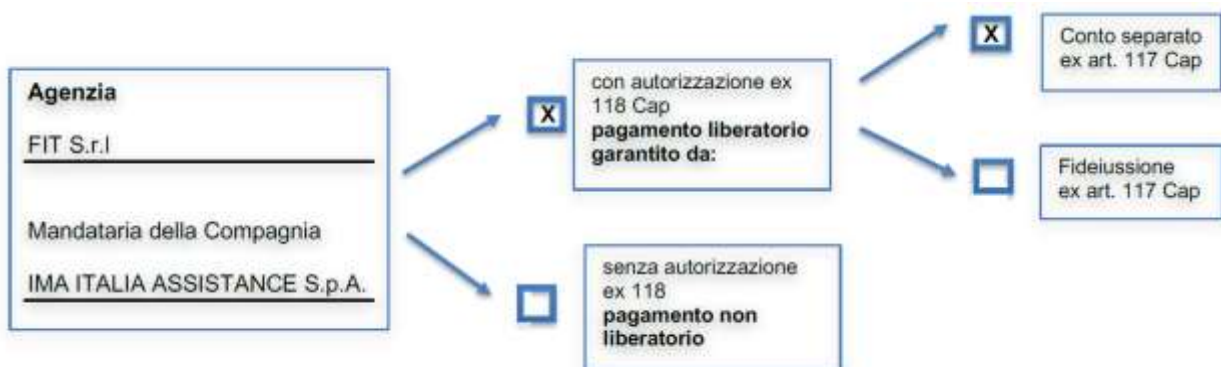 Agenzia
FIT S.r.l
Mandataria della Compagnia
IMA ITALIA ASSISTANCE S.p.A.
X
con autorizzazione ex
118 Cap
pagamento liberatorio
garantito da:
senza autorizzazione
ex 118
pagamento non
liberatorio
X
Conto separato
ex art. 117 Cap
Fideiussione
ex art. 117 Cap